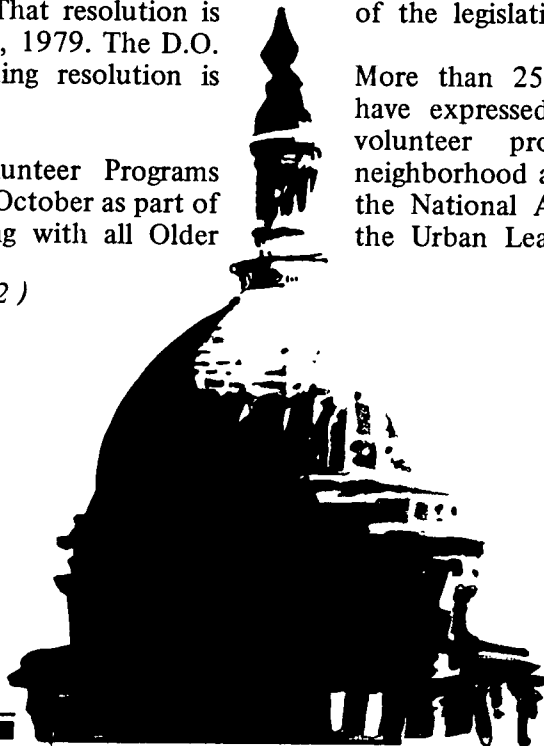 That resolution is
, 1979. The D.O.
ing resolution is
unteer Programs
October as part of
g with all Older
2 )
of the legislati
More than 25
have expressed
volunteer pro
neighborhood a
the National A
the Urban Lea